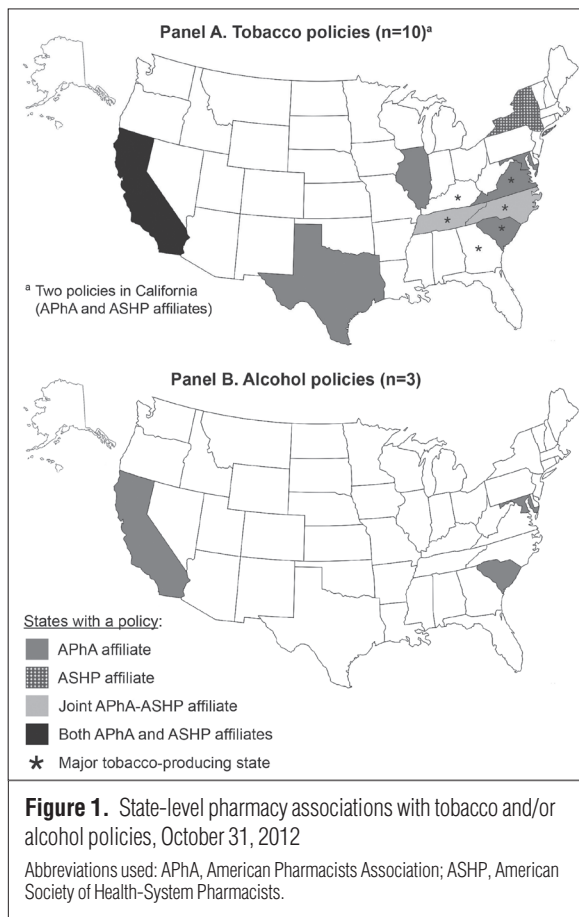 Panel A. Tobacco policies (n=10)ᵃ
ᵃ Two policies in California
(APhA and ASHP affiliates)
Panel B. Alcohol policies (n=3)
States with a policy:
APhA affiliate
ASHP affiliate
Joint APhA-ASHP affiliate
Both APhA and ASHP affiliates
* Major tobacco-producing state
Figure 1. State-level pharmacy associations with tobacco and/or
alcohol policies, October 31, 2012
Abbreviations used: APhA, American Pharmacists Association; ASHP, American
Society of Health-System Pharmacists.